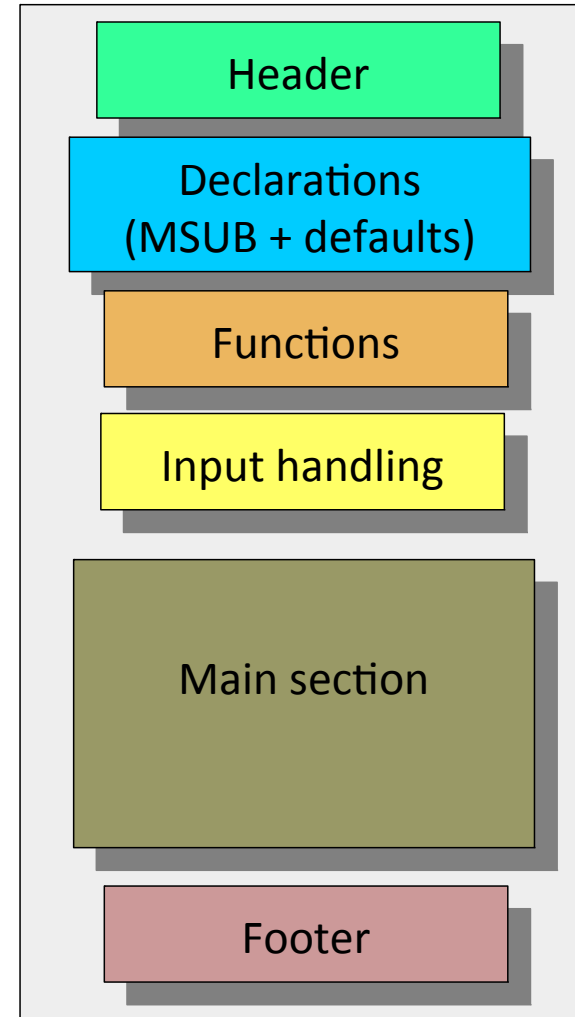 Header
Declarations
(MSUB + defaults)
Functions
Input handling
Main section
Footer